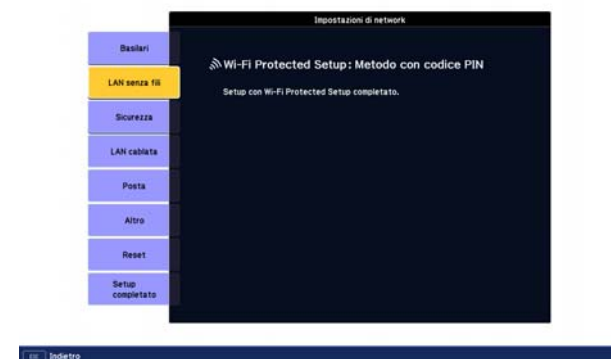 Impostazioni di network
Basilari
LAN senza fili
Sicurezza
LAN cablata
Posta
Altro
Reset
Setup
completato
Wi-Fi Protected Setup: Metodo con codice PIN
Setup con Wi-Fi Protected Setup completato.
Esc Indietro